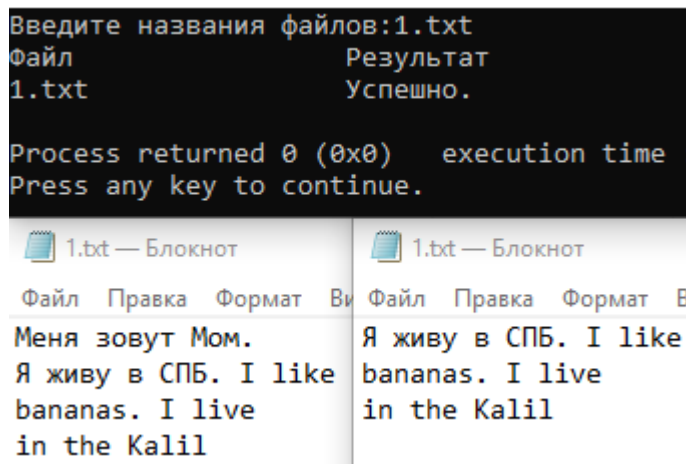 Введите названия файлов:1.txt
Файл Результат
1.txt Успешно.
Process returned 0 (0x0) execution time
Press any key to continue.
1.txt — Блокнот
Файл Правка Формат Ви
Меня зовут Мом.
Я живу в СПБ. I like
bananas. I live
in the Kalil
1.txt — Блокнот
Файл Правка Формат В
Я живу в СПБ. I like
bananas. I live
in the Kalil